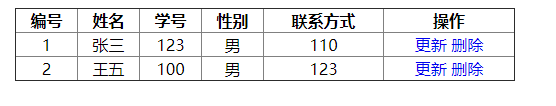 编号 姓名 学号 性别 联系方式 操作
1 张三 123 男 110 更新 删除
2 王五 100 男 123 更新 删除